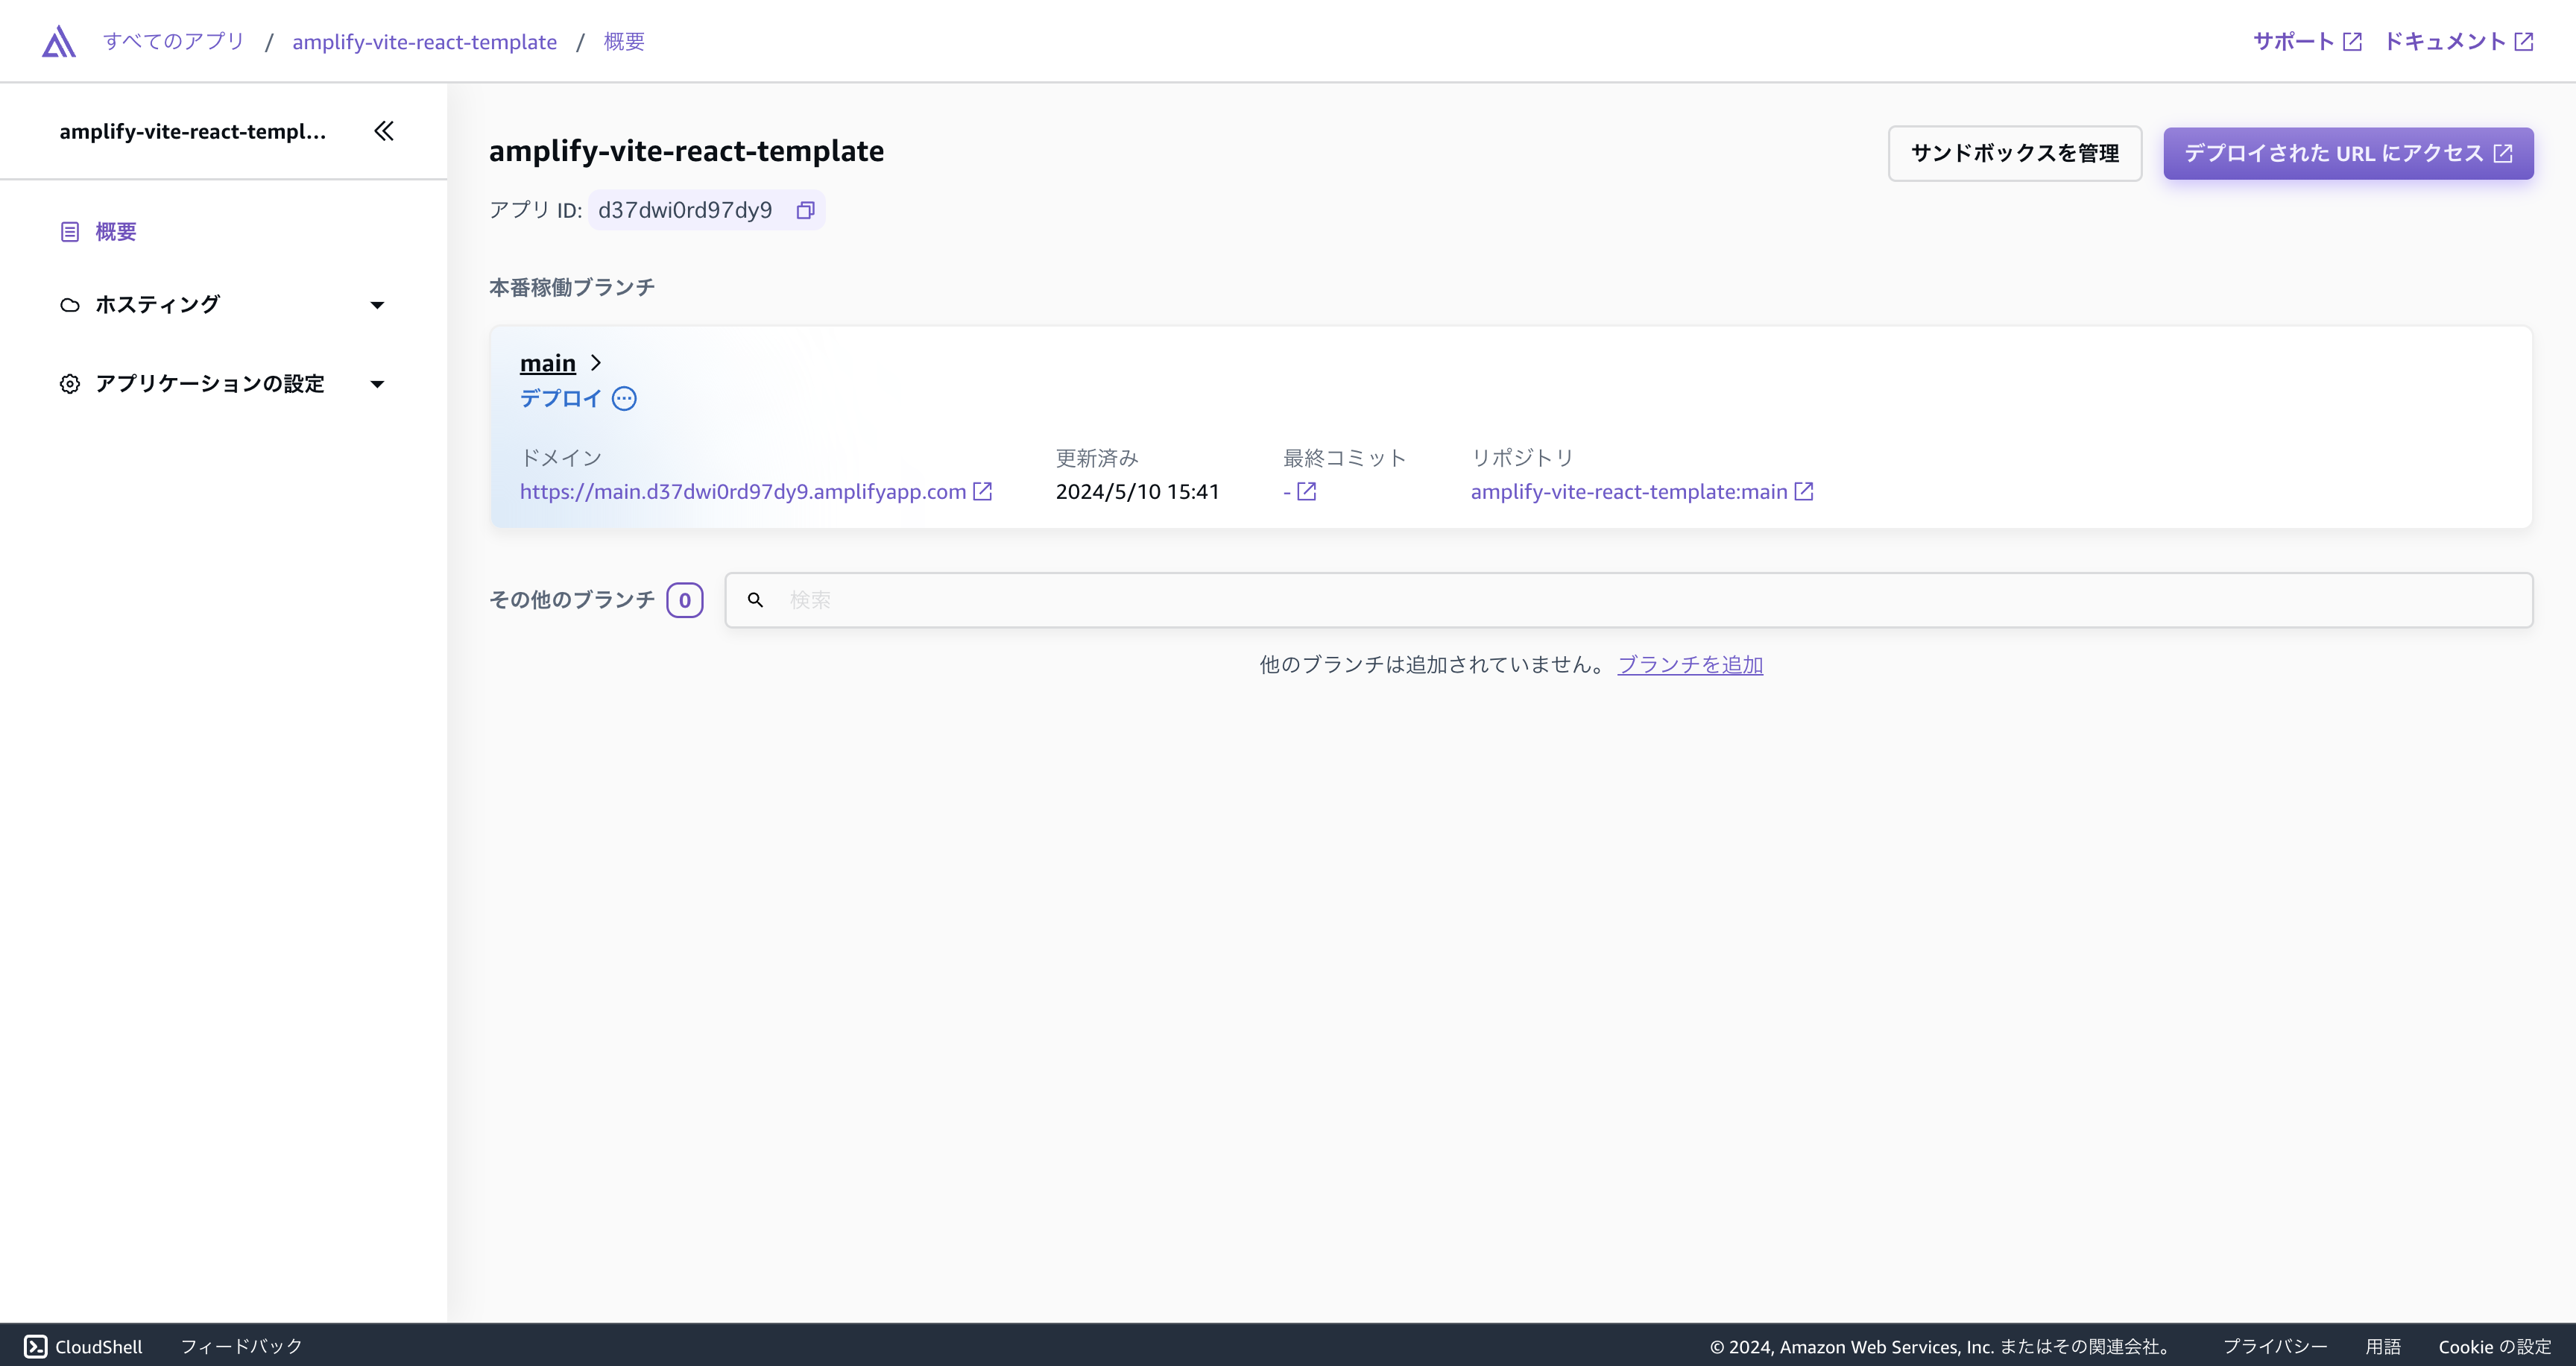 すべてのアプリ / amplify-vite-react-template / 概要
サポート ドキュメント
amplify-vite-react-templ...
概要
ホスティング
アプリケーションの設定
amplify-vite-react-template
サンドボックスを管理
デプロイされた URL にアクセス
アプリ ID: d37dwi0rd97dy9
本番稼働ブランチ
main
デプロイ
ドメイン 更新済み 最終コミット リポジトリ
https://main.d37dwi0rd97dy9.amplifyapp.com 2024/5/10 15:41 - amplify-vite-react-template:main
その他のブランチ 0 検索
他のブランチは追加されていません。 ブランチを追加
CloudShell フィードバック © 2024, Amazon Web Services, Inc. またはその関連会社。 プライバシー 用語 Cookie の設定